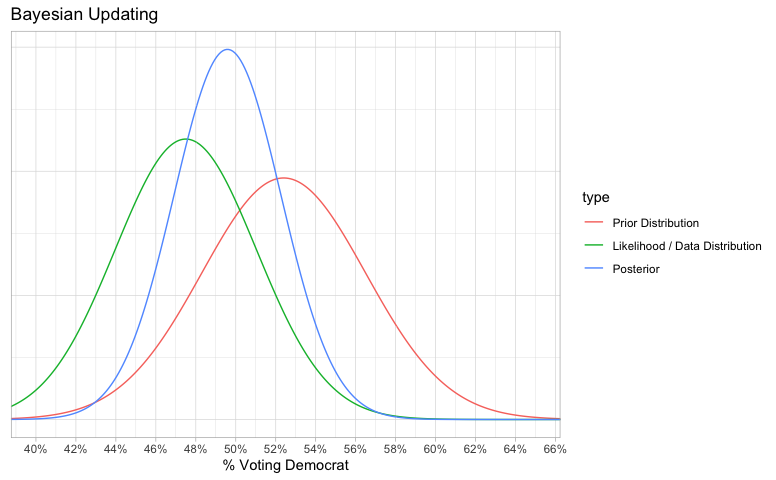 Bayesian Updating
type
Prior Distribution
Likelihood / Data Distribution
Posterior
40% 42% 44% 46% 48% 50% 52% 54% 56% 58% 60% 62% 64% 66%
% Voting Democrat